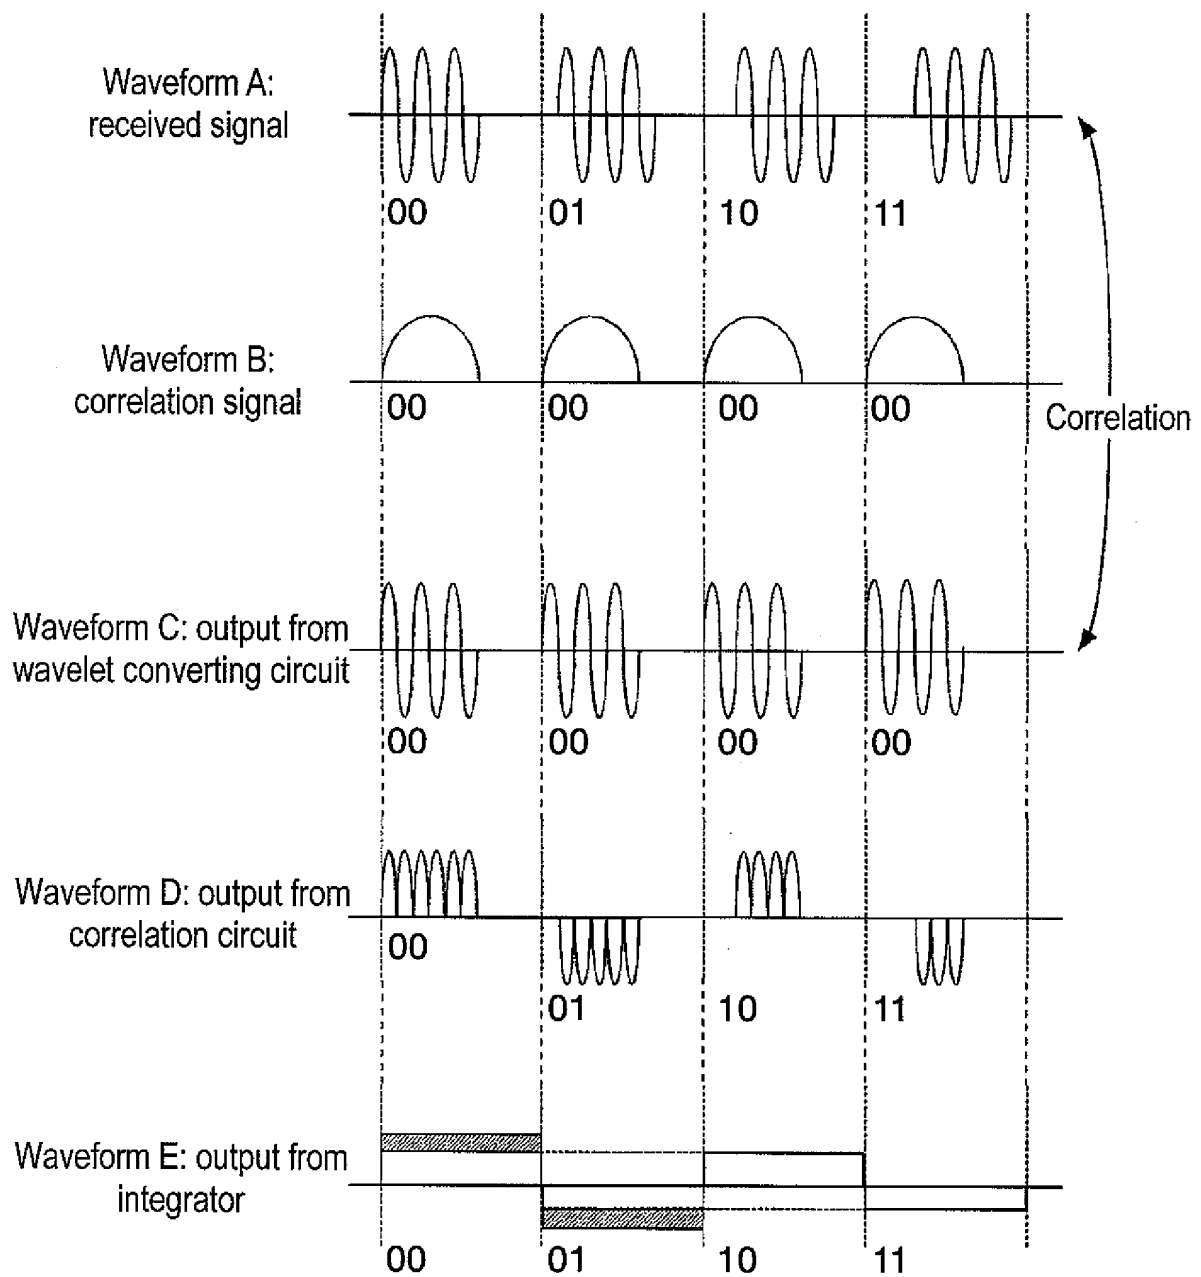 Waveform A:
received signal
00 01 10 11
Waveform B:
correlation signal
00 00 00 00
Correlation
Waveform C: output from
wavelet converting circuit
00 00 00 00
Waveform D: output from
correlation circuit
00
01 10 11
Waveform E: output from
integrator
00 01 10 11